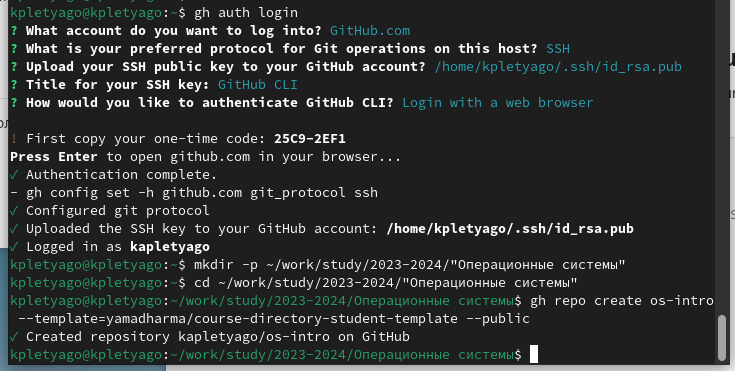 kpletyago@kpletyago:~$ gh auth login
? What account do you want to log into? GitHub.com
? What is your preferred protocol for Git operations on this host? SSH
? Upload your SSH public key to your GitHub account? /home/kpletyago/.ssh/id_rsa.pub
? Title for your SSH key: GitHub CLI
? How would you like to authenticate GitHub CLI? Login with a web browser
! First copy your one-time code: 25C9-2EF1
Press Enter to open github.com in your browser...
✓ Authentication complete.
- gh config set -h github.com git_protocol ssh
✓ Configured git protocol
✓ Uploaded the SSH key to your GitHub account: /home/kpletyago/.ssh/id_rsa.pub
✓ Logged in as kapletyago
kpletyago@kpletyago:~$ mkdir -p ~/work/study/2023-2024/"Операционные системы"
kpletyago@kpletyago:~$ cd ~/work/study/2023-2024/"Операционные системы"
kpletyago@kpletyago:~/work/study/2023-2024/Операционные системы$ gh repo create os-intro
--template=yamadharma/course-directory-student-template --public
✓ Created repository kapletyago/os-intro on GitHub
kpletyago@kpletyago:~/work/study/2023-2024/Операционные системы$